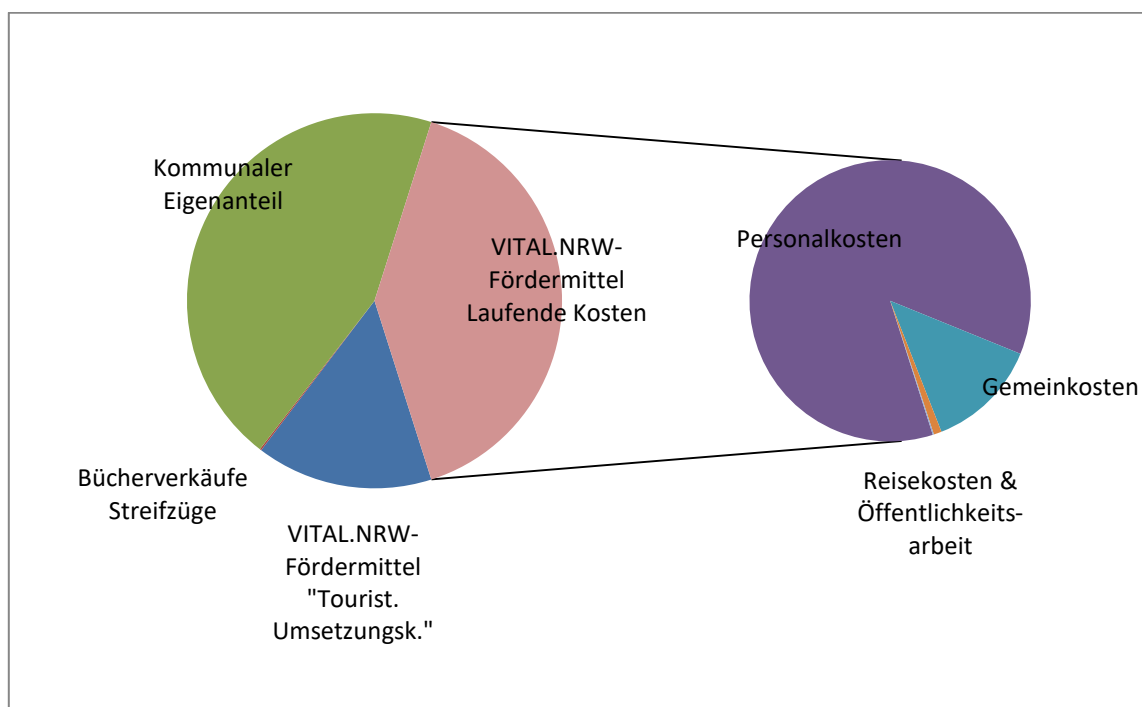 Kommunaler
Eigenanteil
VITAL.NRW-
Fördermittel
Laufende Kosten
Bücherverkäufe
Streifzüge
VITAL.NRW-
Fördermittel
"Tourist.
Umsetzungsk."
Personalkosten
Gemeinkosten
Reisekosten &
Öffentlichkeits-
arbeit